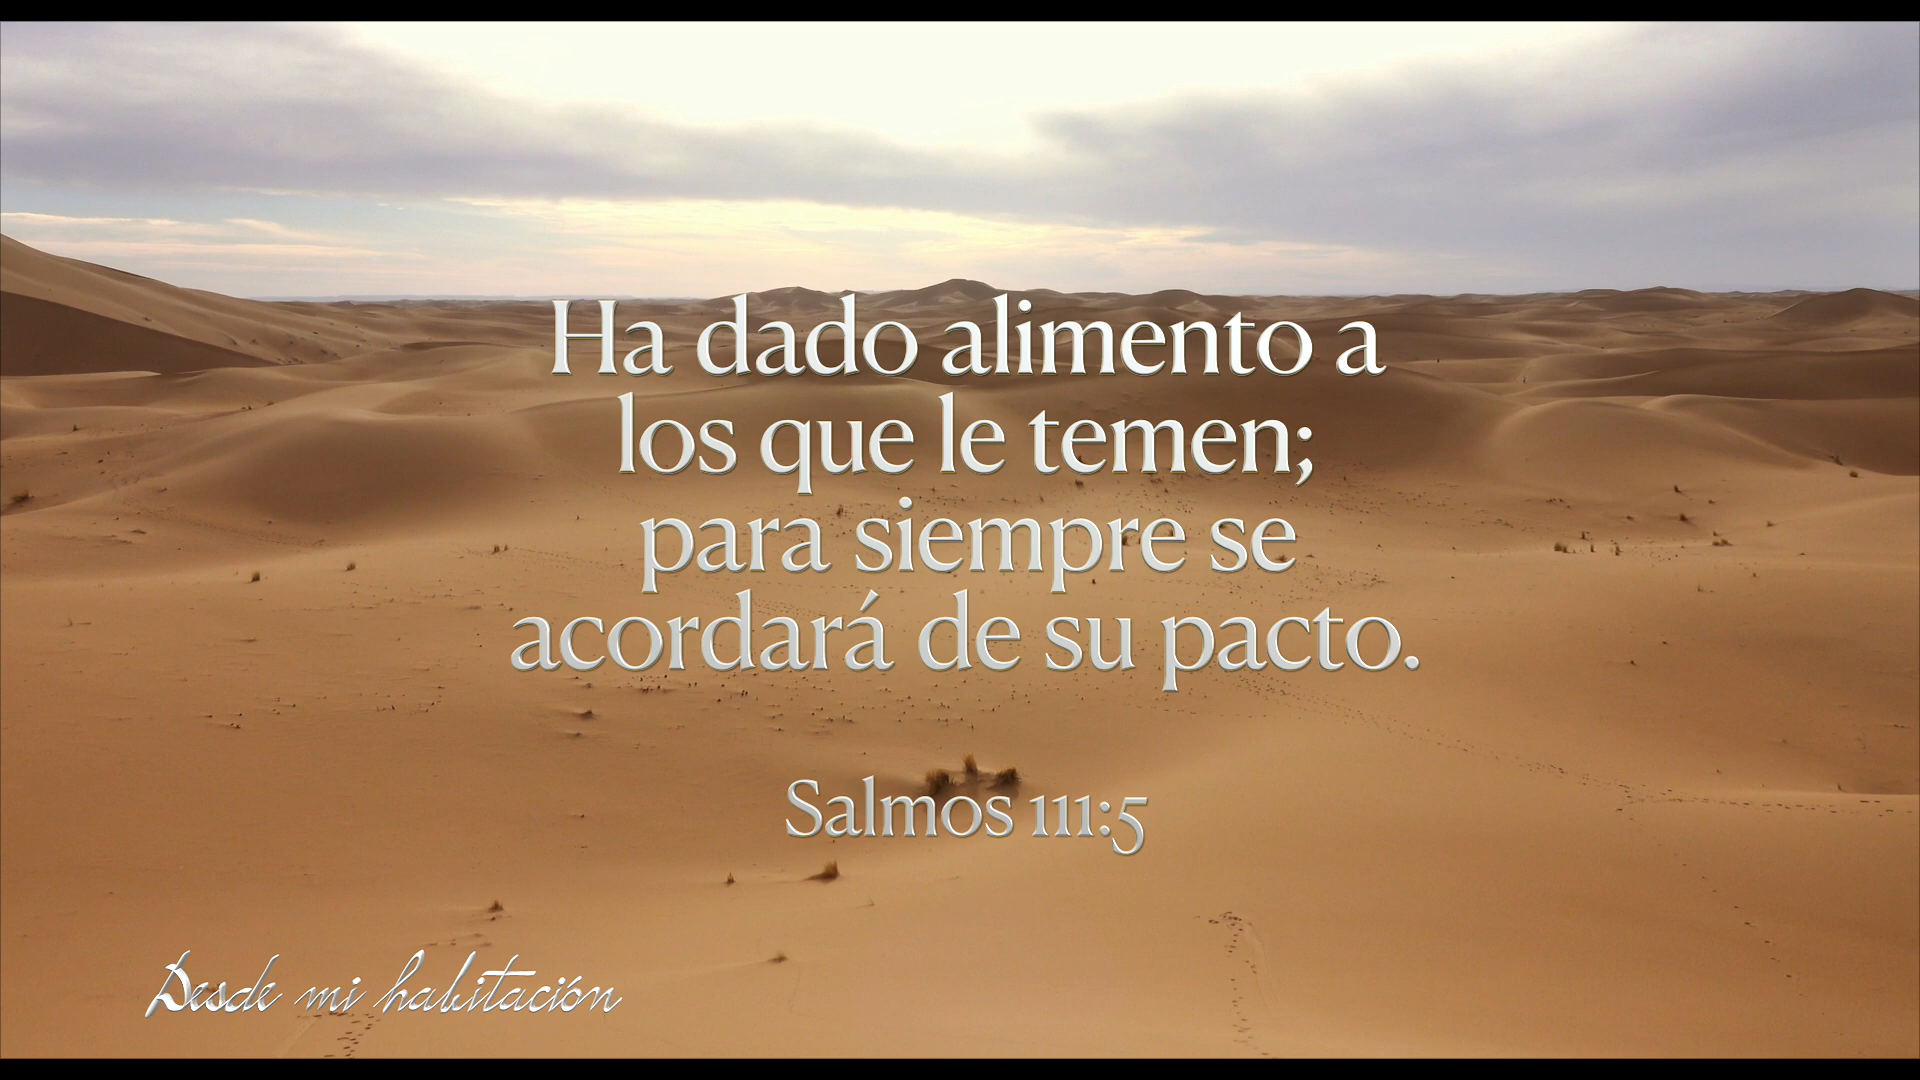 Ha dado alimento a
los que le temen;
para siempre se
acordará de su pacto.
Salmos 111:5
Desde mi habitación